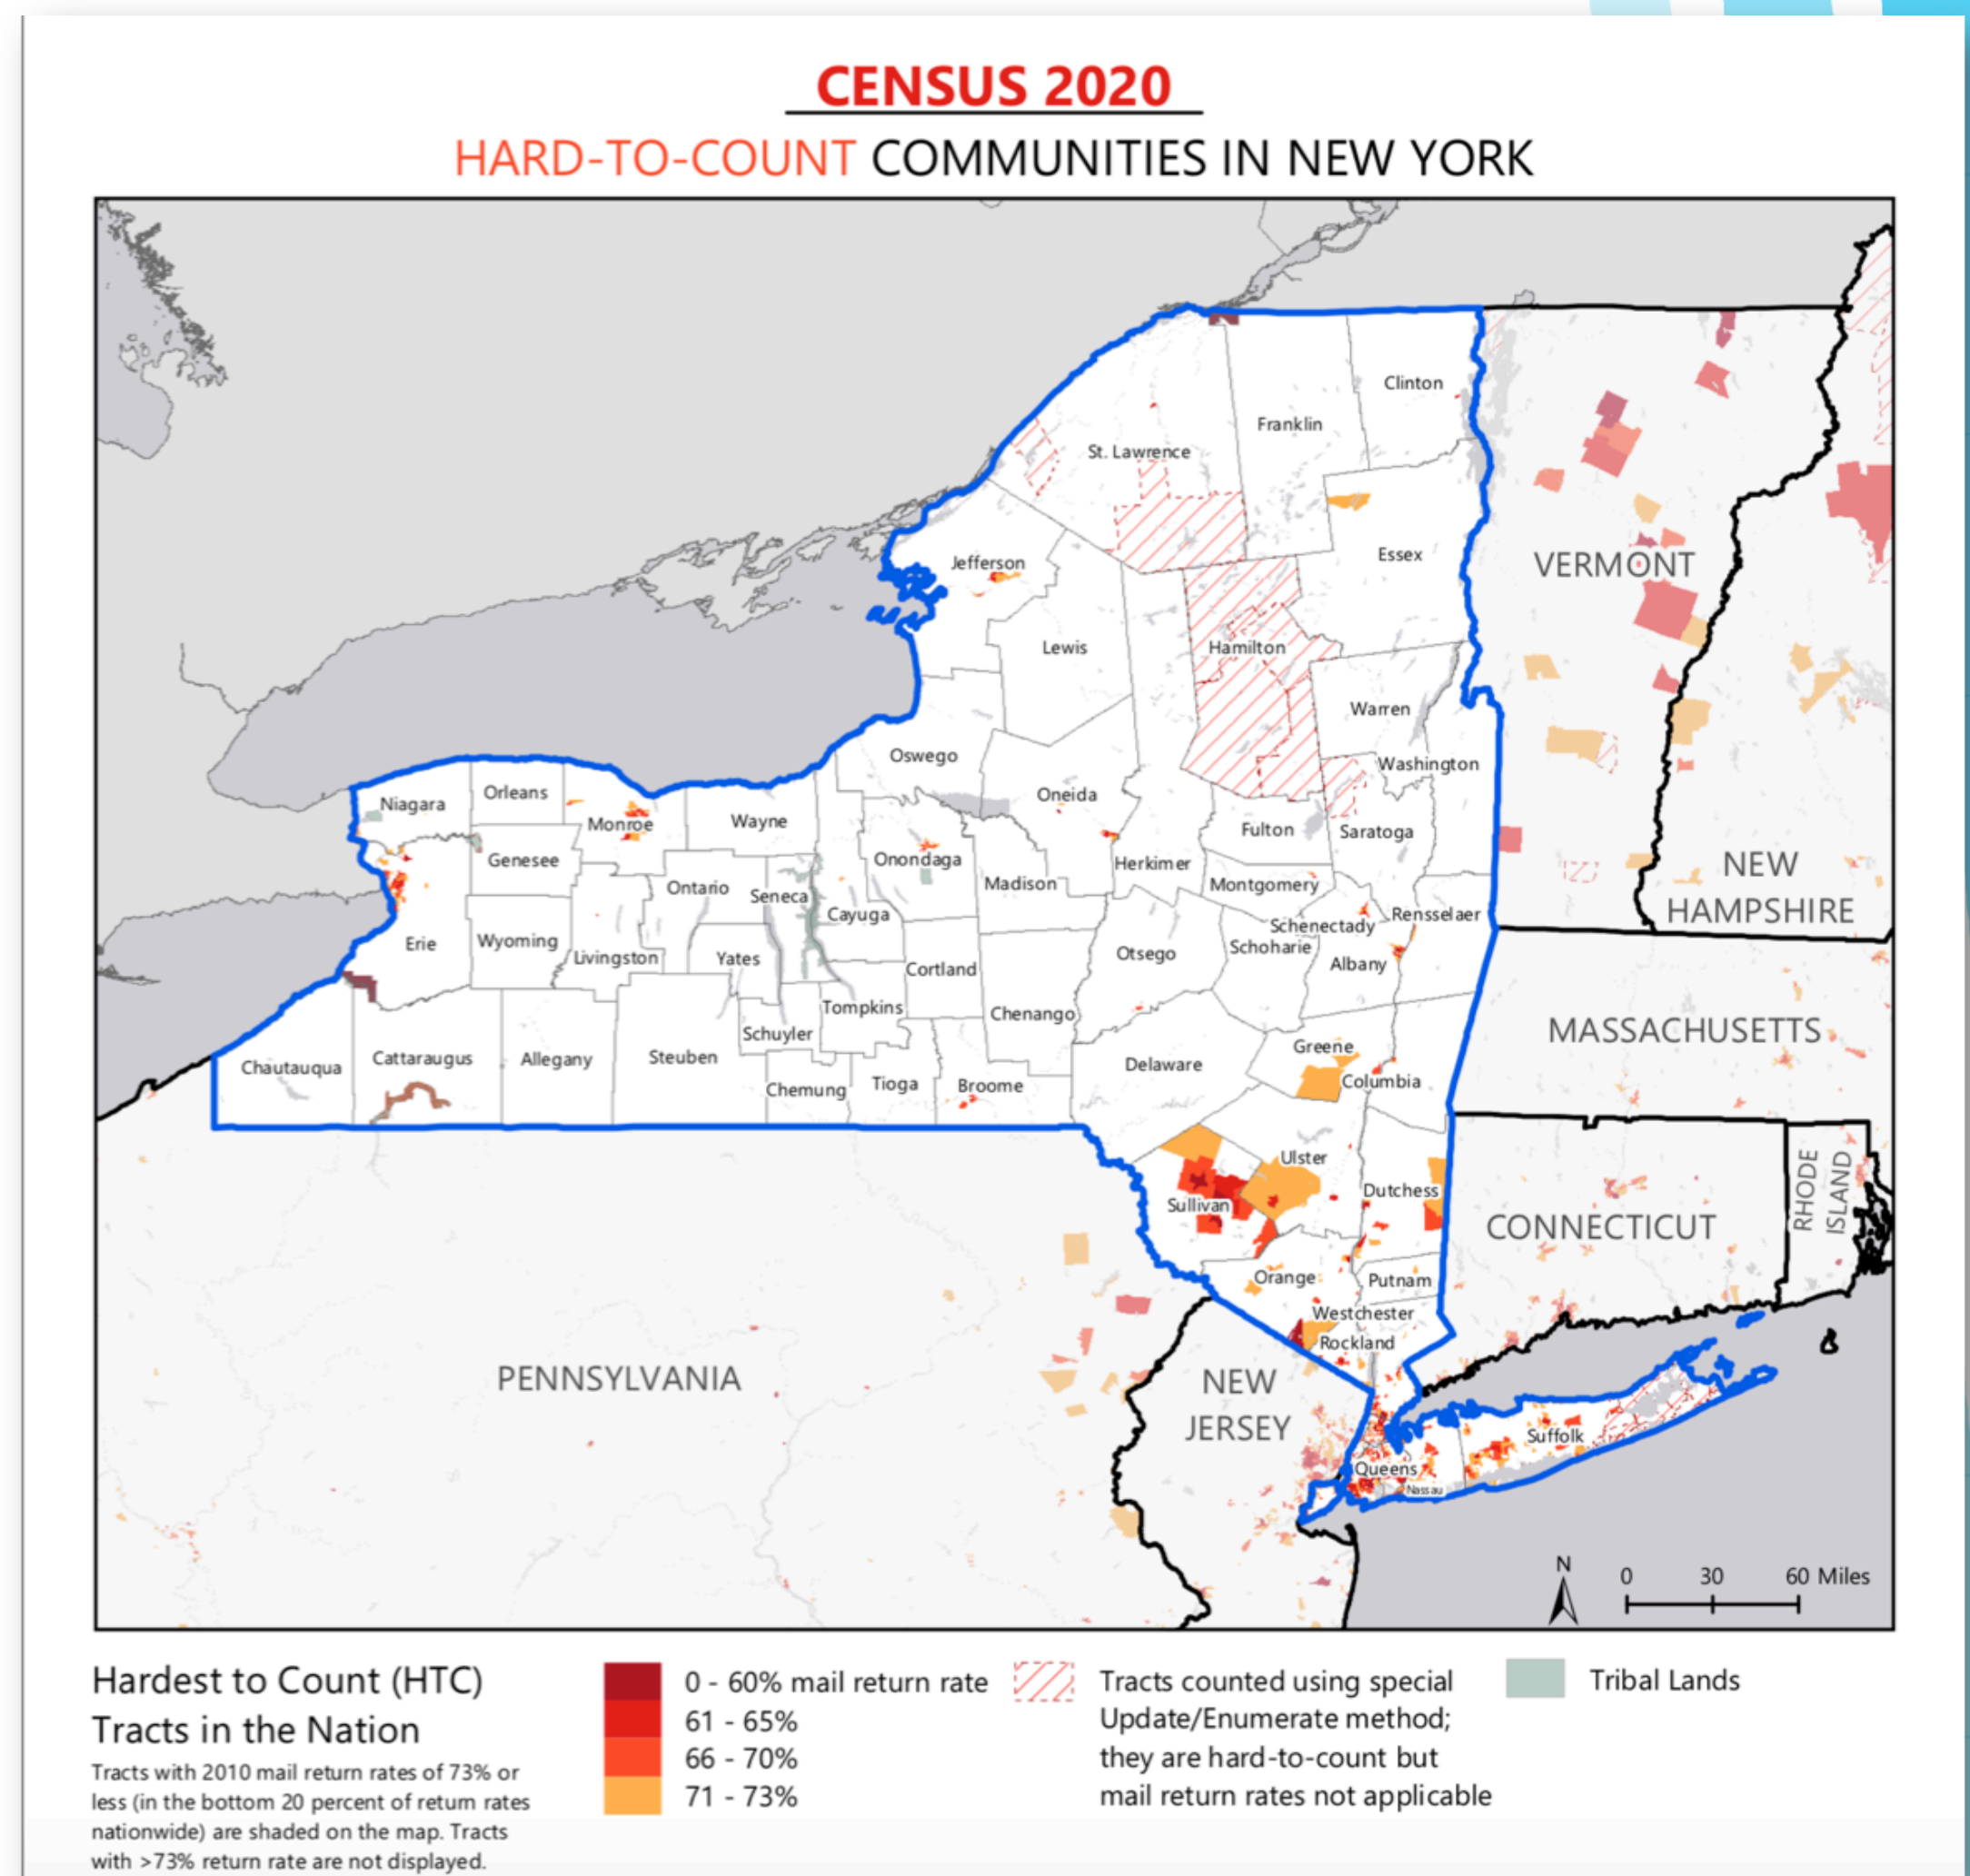 CENSUS 2020
HARD-TO-COUNT COMMUNITIES IN NEW YORK
Clinton
Franklin
St. Lawrence
Essex
Jefferson
VERMONT
Lewis
Hamilton
Warren
Oswego
Washington
Orleans
Oneida
Niagara
Wayne
Monroe
Fulton
Saratoga
Genesee
Onondaga
Herkimer
NEW
HAMPSHIRE
Madison
Montgomery
Ontario
Seneca
Cayuga
Rensselaer
Schenectady
Erie
Wyoming
Schoharie
Otsego
Livingston
Yates
Albany
Cortland
Tompkins
Chenango
MASSACHUSETTS
Schuyler
Greene
Chautauqua
Cattaraugus
Allegany
Steuben
Delaware
Columbia
Chemung
Tioga
Broome
Ulster
Dutchess
RHODE
ISLAND
Sullivan
CONNECTICUT
Orange
Putnam
Westchester
Rockland
PENNSYLVANIA
NEW
JERSEY
Suffolk
Queens
Nassau
N
0 30 60 Miles
Hardest to Count (HTC)
Tracts in the Nation
Tracts with 2010 mail return rates of 73% or
less (in the bottom 20 percent of return rates
nationwide) are shaded on the map. Tracts
with >73% return rate are not displayed.
0 - 60% mail return rate
61 - 65%
66 - 70%
71 - 73%
Tracts counted using special
Update/Enumerate method;
they are hard-to-count but
mail return rates not applicable
Tribal Lands